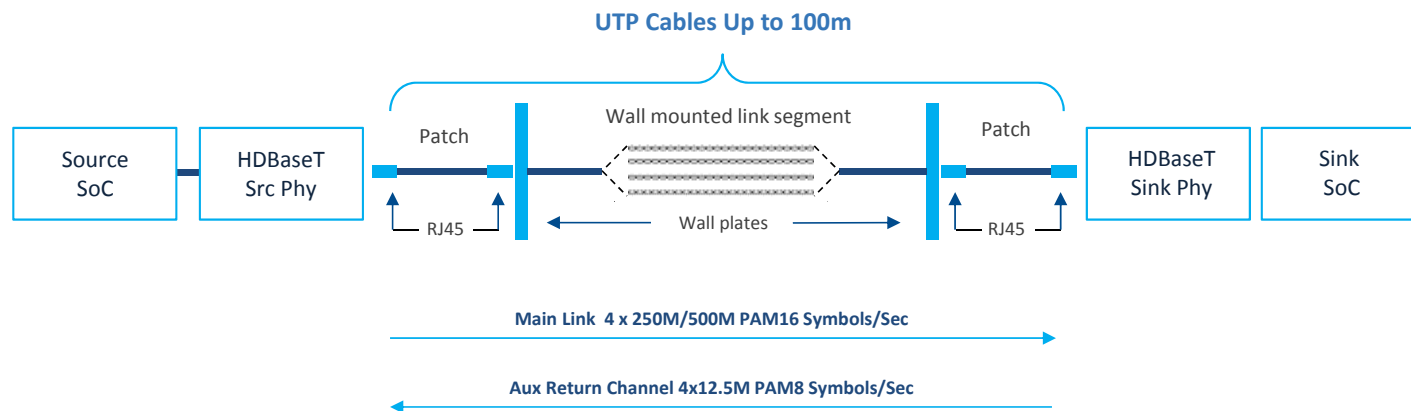 UTP Cables Up to 100m
Source
SoC
HDBaseT
Src Phy
Patch
Wall mounted link segment
Patch
HDBaseT
Sink Phy
Sink
SoC
RJ45
Wall plates
RJ45
Main Link 4 x 250M/500M PAM16 Symbols/Sec
Aux Return Channel 4x12.5M PAM8 Symbols/Sec